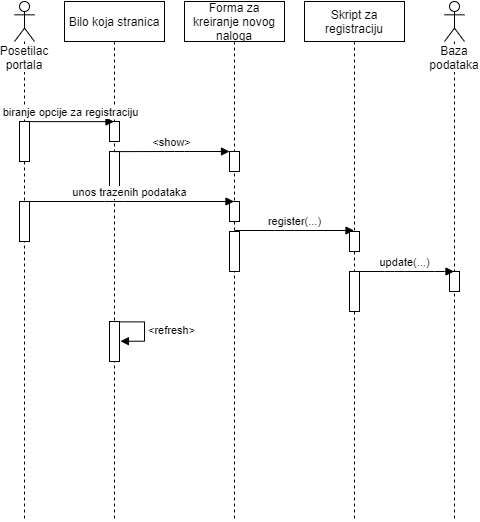 Posetilac
portala
Bilo koja stranica
Forma za
kreiranje novog
naloga
Skript za
registraciju
Baza
podataka
biranje opcije za registraciju
<show>
unos trazenih podataka
register(...)
update(...)
<refresh>